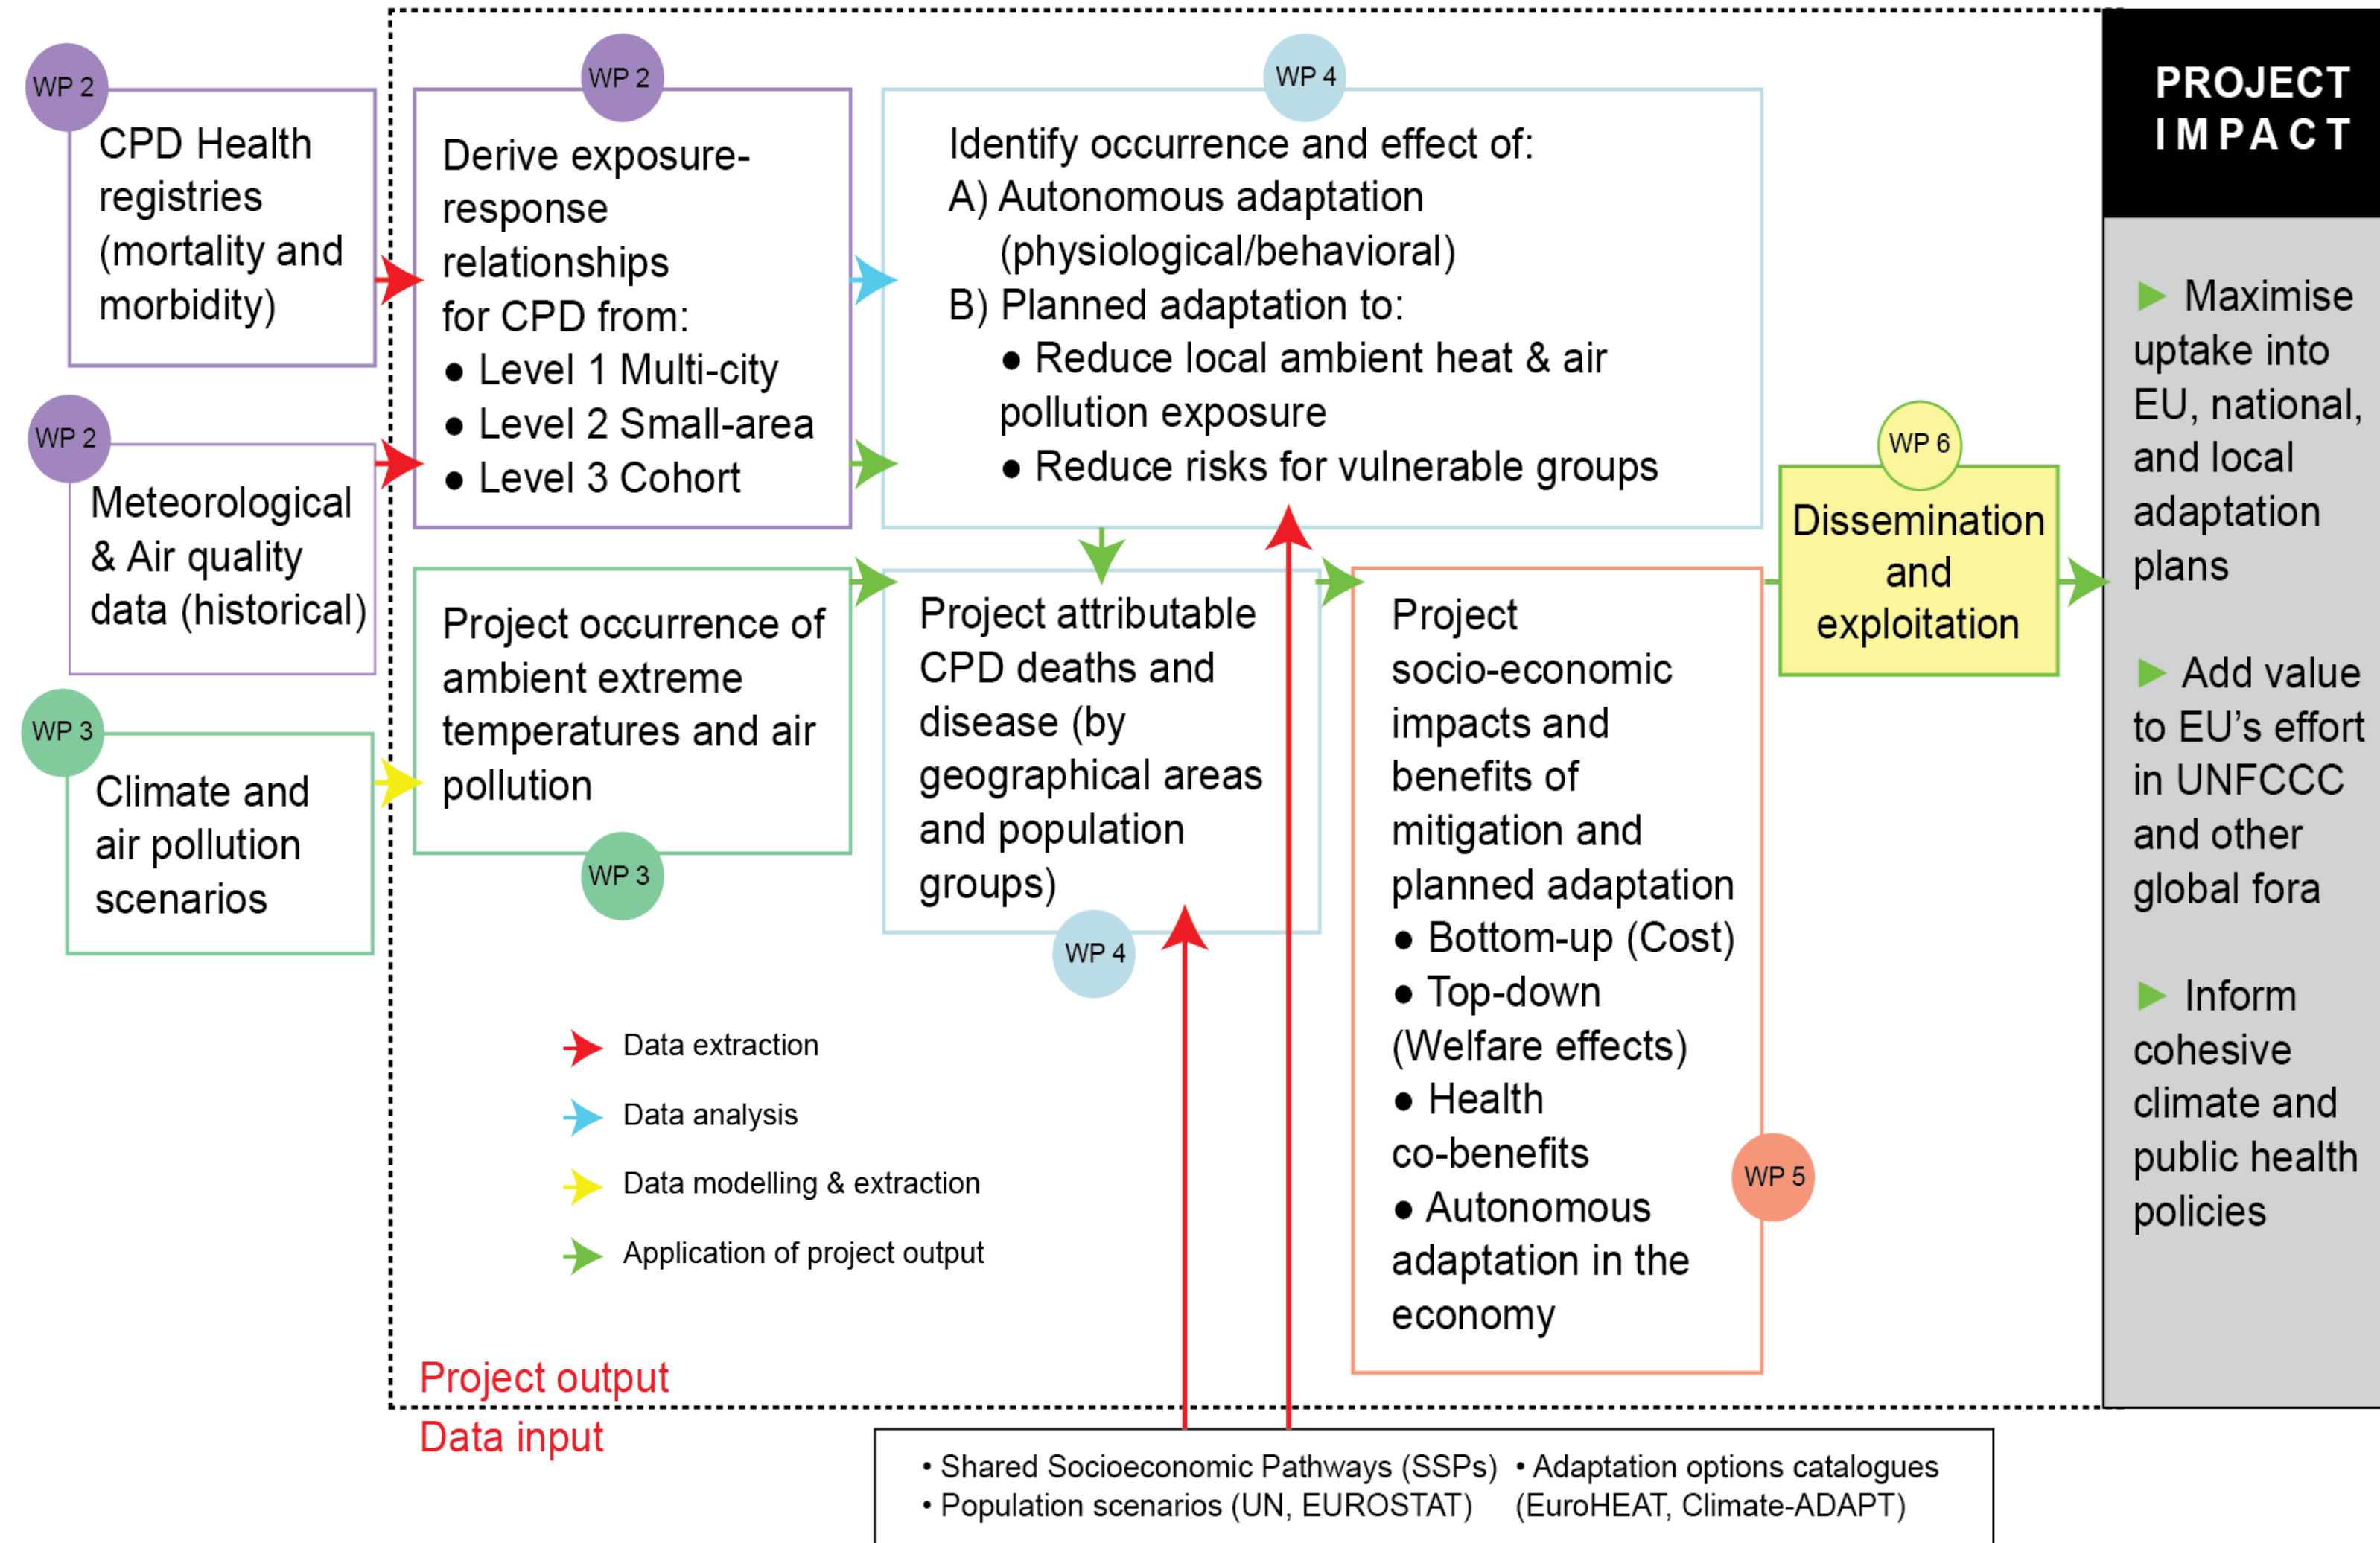 WP 2
CPD Health
registries
(mortality and
morbidity)
WP 2
Meteorological
& Air quality
data (historical)
WP 3
Climate and
air pollution
scenarios
WP 2
Derive exposure-
response
relationships
for CPD from:
● Level 1 Multi-city
● Level 2 Small-area
● Level 3 Cohort
Project occurrence of
ambient extreme
temperatures and air
pollution
WP 3
WP 4
Identify occurrence and effect of:
A) Autonomous adaptation
(physiological/behavioral)
B) Planned adaptation to:
● Reduce local ambient heat & air
pollution exposure
● Reduce risks for vulnerable groups
Project attributable
CPD deaths and
disease (by
geographical areas
and population
groups)
WP 4
Project
socio-economic
impacts and
benefits of
mitigation and
planned adaptation
● Bottom-up (Cost)
● Top-down
(Welfare effects)
● Health
co-benefits
● Autonomous
adaptation in the
economy
WP 5
WP 6
Dissemination
and
exploitation
PROJECT
IMPACT
► Maximise
uptake into
EU, national,
and local
adaptation
plans
► Add value
to EU's effort
in UNFCCC
and other
global fora
► Inform
cohesive
climate and
public health
policies
Data extraction
Data analysis
Data modelling & extraction
Application of project output
Project output
Data input
• Shared Socioeconomic Pathways (SSPs) • Adaptation options catalogues
• Population scenarios (UN, EUROSTAT) (EuroHEAT, Climate-ADAPT)